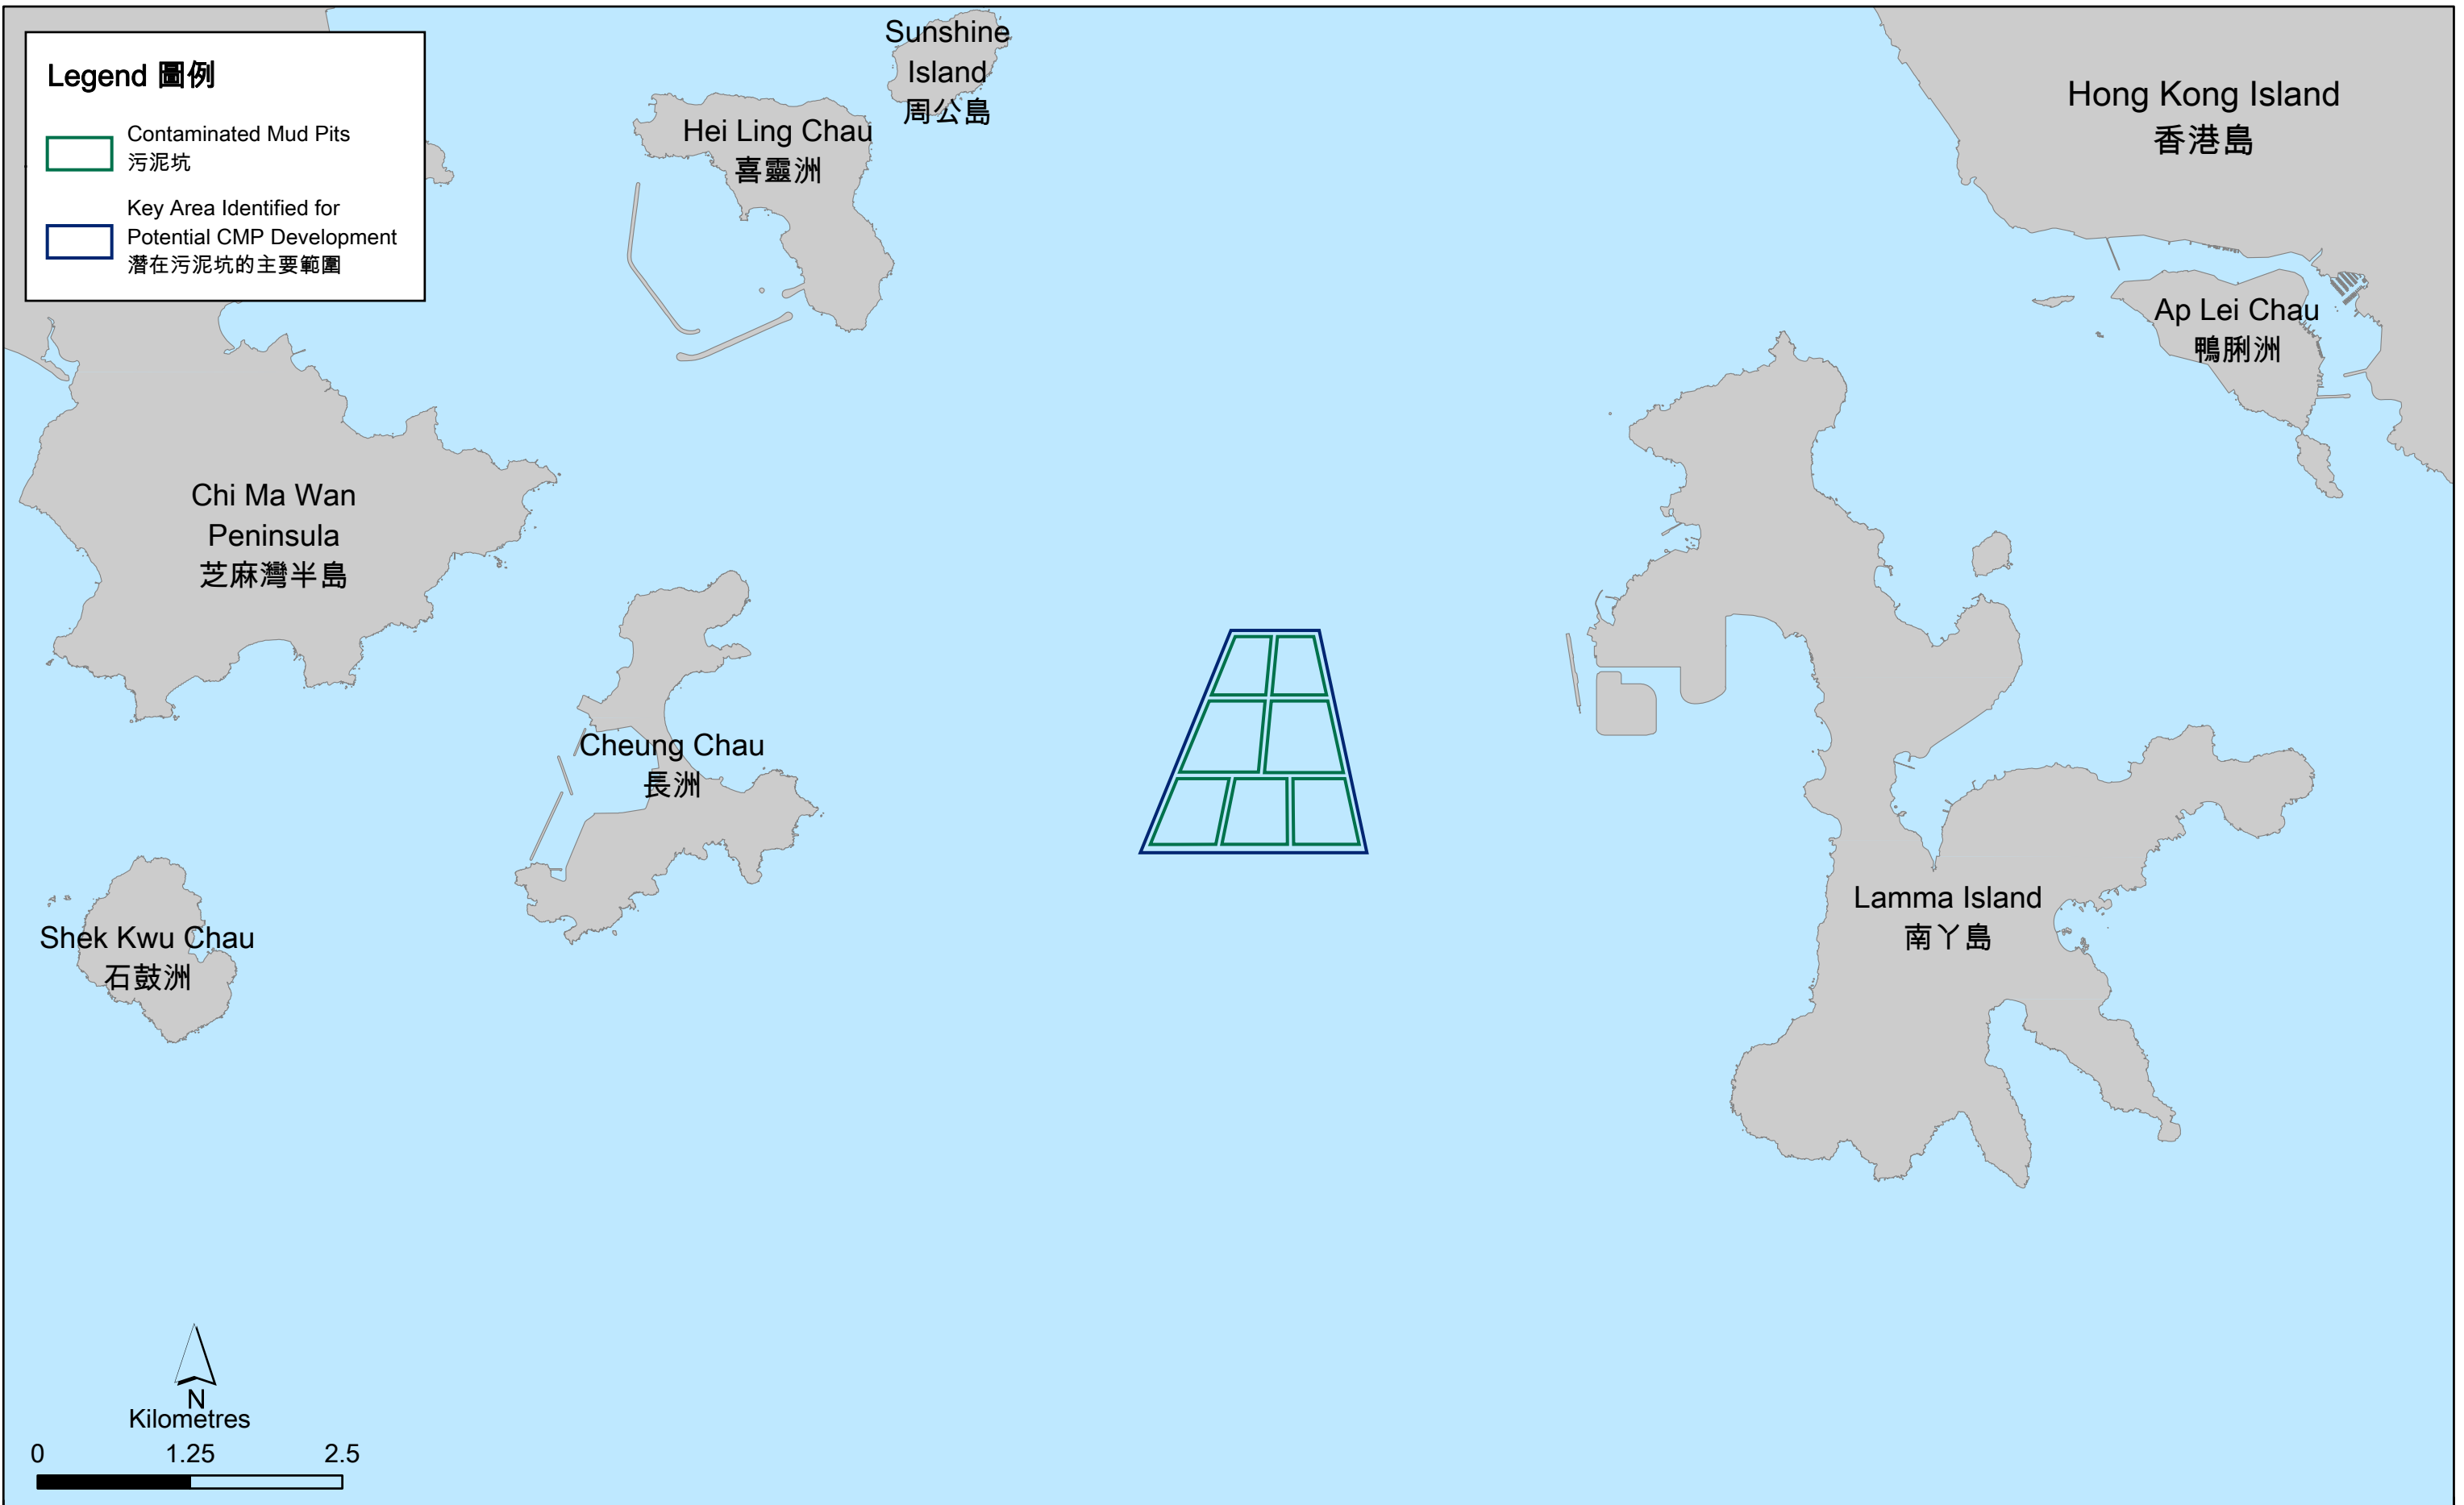 Legend 圖例
Contaminated Mud Pits
污泥坑
Key Area Identified for
Potential CMP Development
潛在污泥坑的主要範圍
Sunshine
Island
周公島
Hei Ling Chau
喜靈洲
Hong Kong Island
香港島
Ap Lei Chau
鴨脷洲
Chi Ma Wan
Peninsula
芝麻灣半島
Cheung Chau
長洲
Lamma Island
南丫島
Shek Kwu Chau
石鼓洲
N
Kilometres
0 1.25 2.5